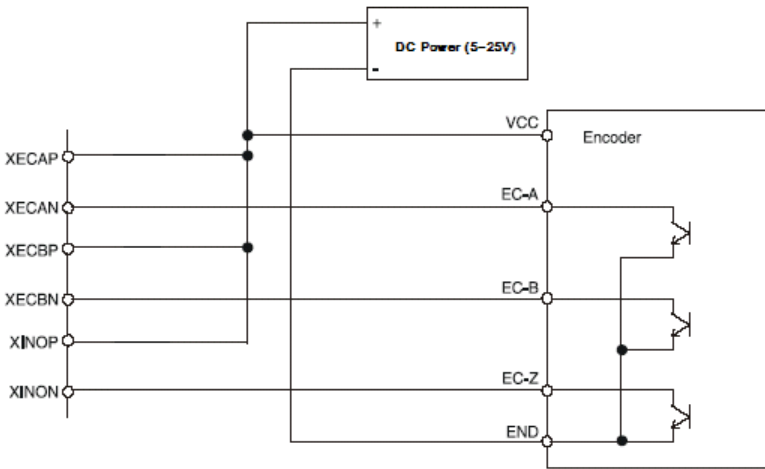 +
DC Power (5-25V)
-
VCC
Encoder
XECAP
EC-A
XECAN
XECBP
EC-B
XECBN
XINOP
EC-Z
XINON
END